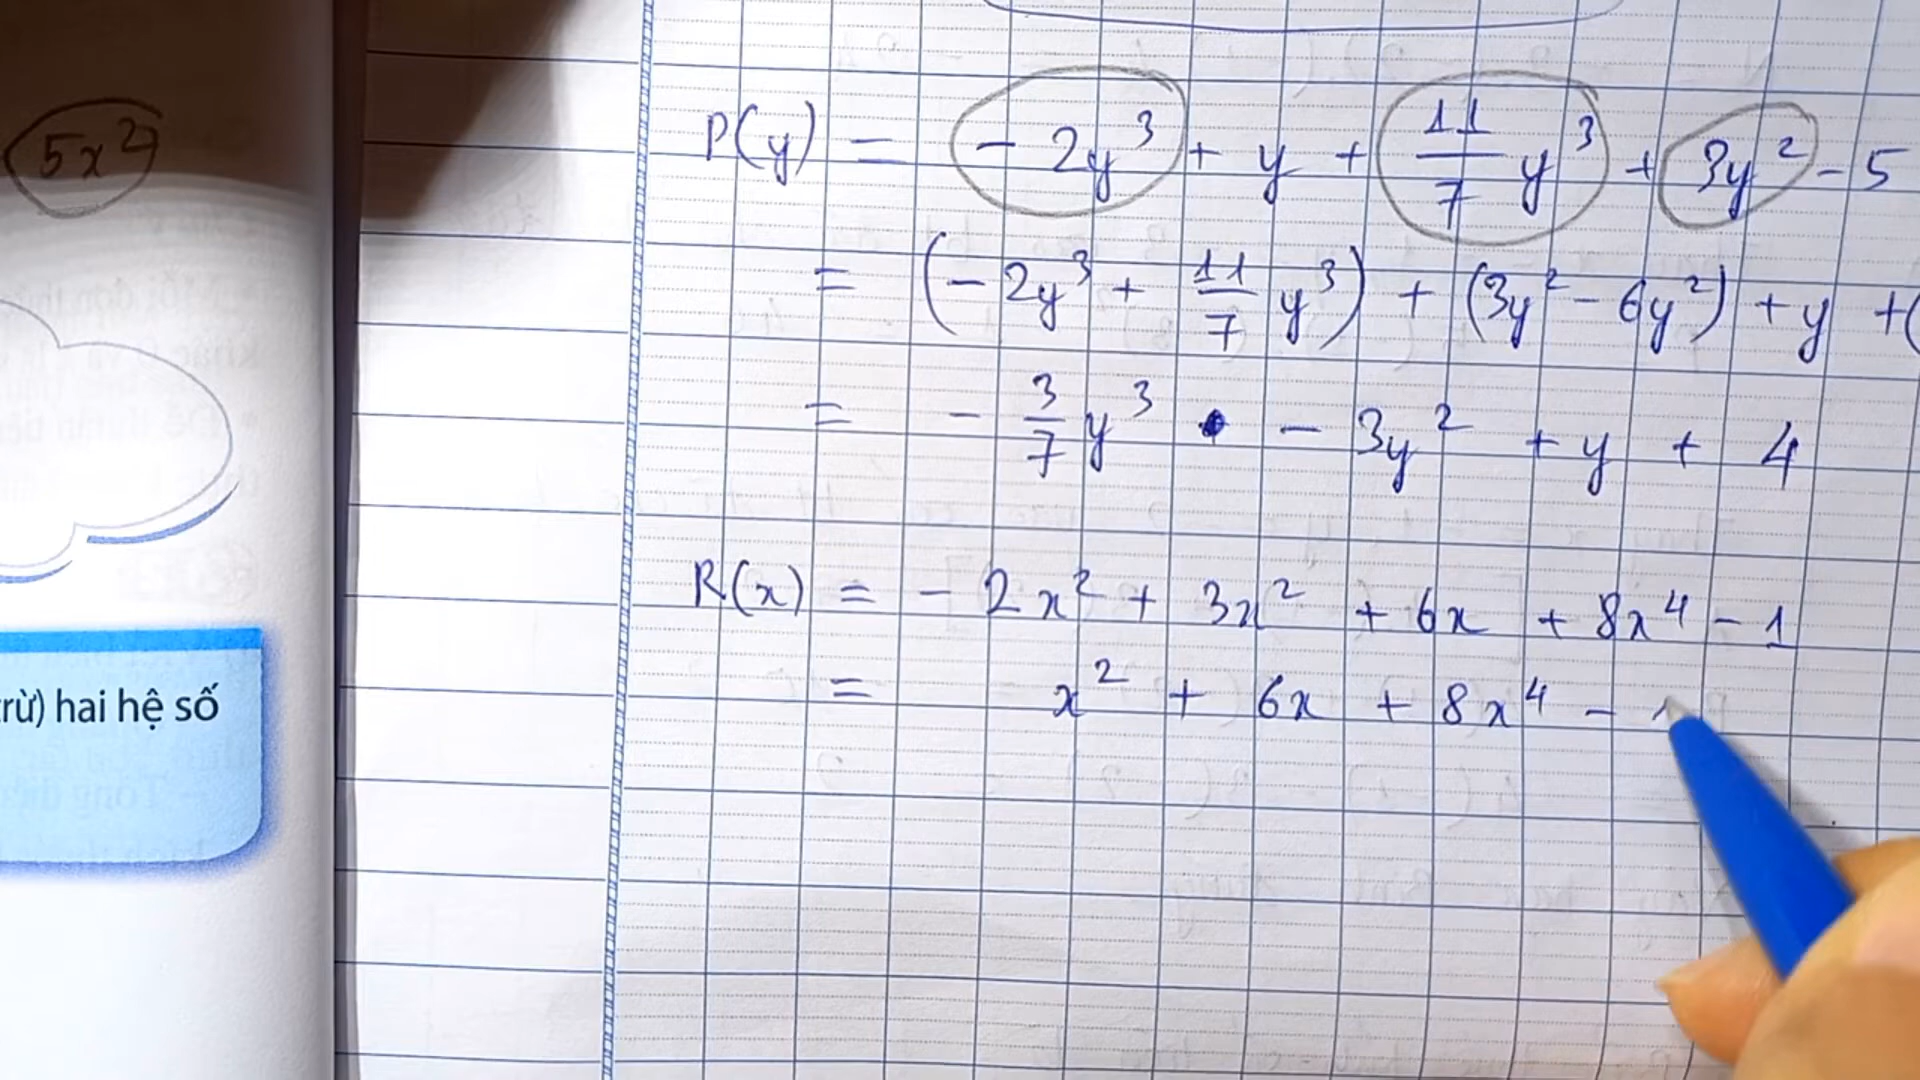 5x²
P(y) = - 2y³ + y + 11/7 y³ + 3y² - 5
= (- 2y³ + 11/7 y³) + (3y² - 6y²) + y + (
= - 3/7 y³ - 3y² + y + 4
R(x) = - 2x² + 3x² + 6x + 8x⁴ - 1
= x² + 6x + 8x⁴ - 1
trừ) hai hệ số